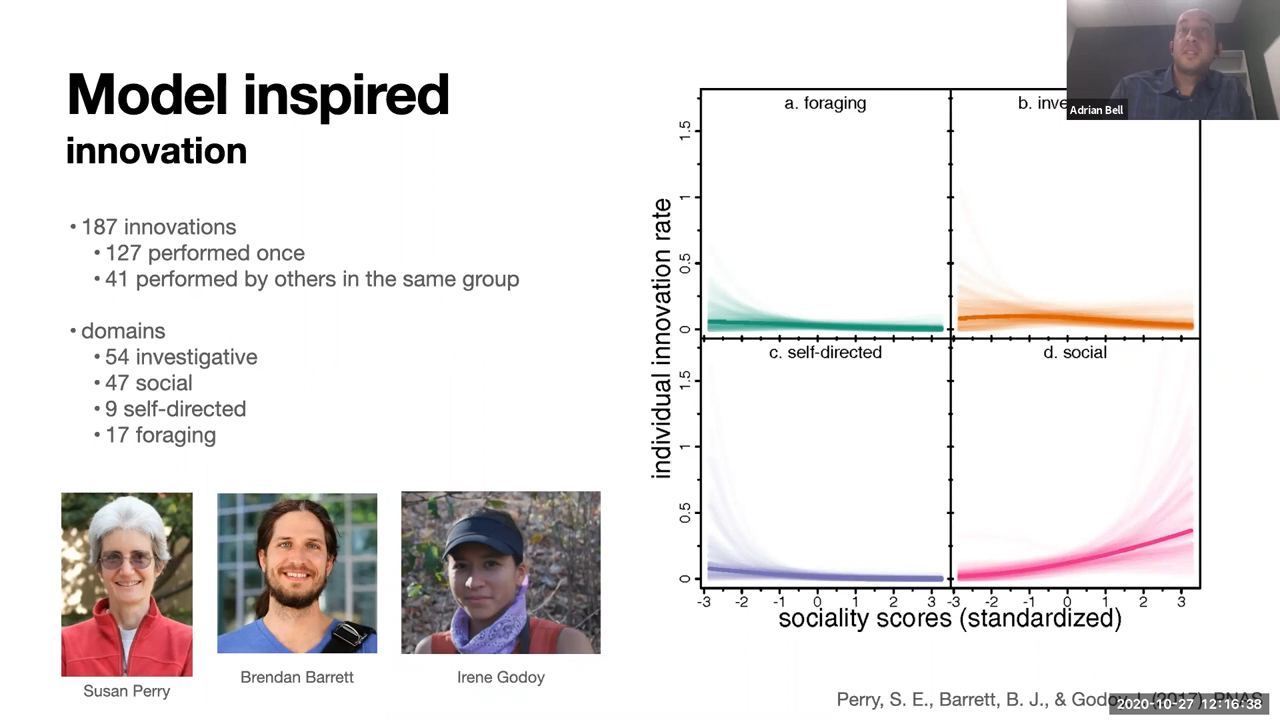 Model inspired
innovation
• 187 innovations
• 127 performed once
• 41 performed by others in the same group
• domains
• 54 investigative
• 47 social
• 9 self-directed
• 17 foraging
Susan Perry
Brendan Barrett
Irene Godoy
individual innovation rate
a. foraging
b. inve
Adrian Bell
1.5
1
0.5
0
c. self-directed
d. social
1.5
1
0.5
0
-3 -2 -1 0 1 2 3 -3 -2 -1 0 1 2 3
sociality scores (standardized)
Perry, S. E., Barrett, B. J., & Godoy, I. (2017). PNAS
2020-10-27 12:16:38